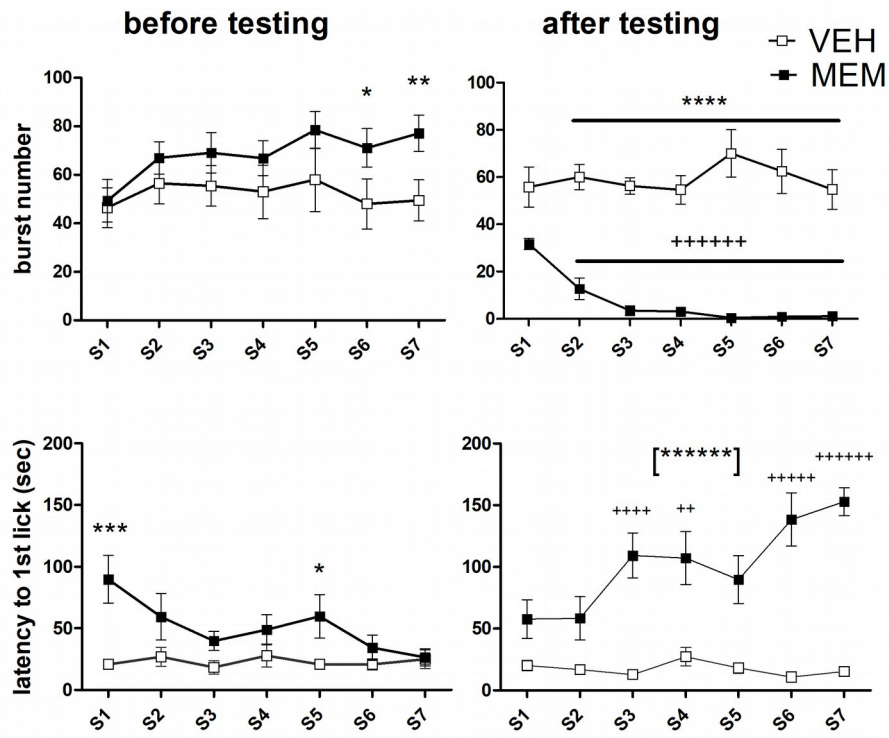 before testing
after testing
VEH
MEM
burst number
100
80
60
40
20
0
*
**
S1
S2
S3
S4
S5
S6
S7
100
80
60
40
20
0
****
++++++
S1
S2
S3
S4
S5
S6
S7
latency to 1st lick (sec)
200
150
100
50
0
***
*
S1
S2
S3
S4
S5
S6
S7
200
150
100
50
0
[******]
++++
++
+++++
++++++
S1
S2
S3
S4
S5
S6
S7